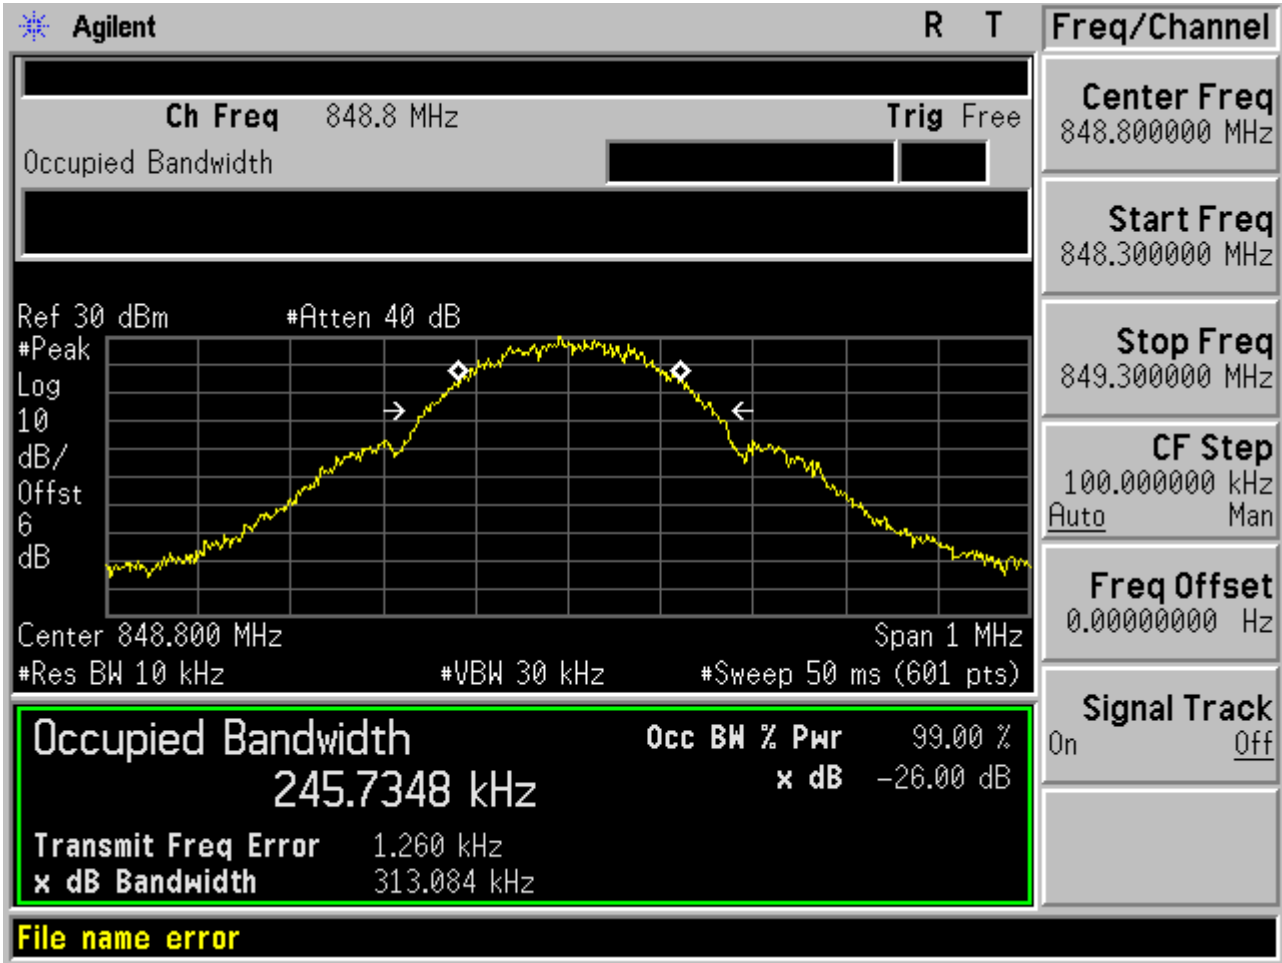 Agilent R T Freq/Channel
Ch Freq 848.8 MHz Trig Free
Occupied Bandwidth
Center Freq
848.800000 MHz
Start Freq
848.300000 MHz
Stop Freq
849.300000 MHz
CF Step
100.000000 kHz
Auto Man
Freq Offset
0.00000000 Hz
Signal Track
On Off
Ref 30 dBm #Atten 40 dB
#Peak
Log
10
dB/
Offst
6
dB
Center 848.800 MHz Span 1 MHz
#Res BW 10 kHz #VBW 30 kHz #Sweep 50 ms (601 pts)
Occupied Bandwidth Occ BW % Pwr 99.00 %
245.7348 kHz x dB -26.00 dB
Transmit Freq Error 1.260 kHz
x dB Bandwidth 313.084 kHz
File name error